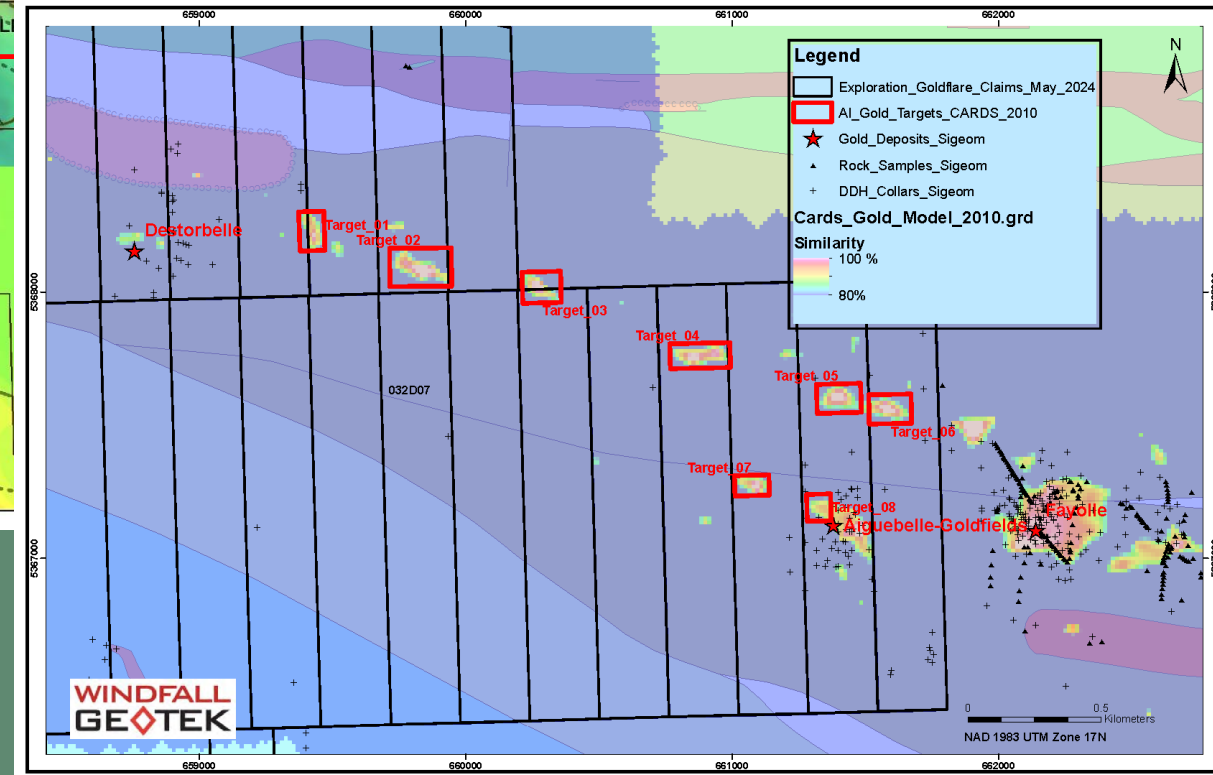 659000
660000
661000
662000
N
Legend
Exploration_Goldflare_Claims_May_2024
AI_Gold_Targets_CARDS_2010
Gold_Deposits_Sigeom
Rock_Samples_Sigeom
DDH_Collars_Sigeom
Cards_Gold_Model_2010.grd
Similarity
100 %
80%
Destorbelle
Target_01
Target_02
5368000
Target_03
Target_04
Target_05
032D07
Target_06
Target_07
Target_08
Fayolle
Aiguebelle-Goldfields
5367000
WINDFALL
GEOTEK
0
0.5
Kilometers
NAD 1983 UTM Zone 17N
659000
660000
661000
662000